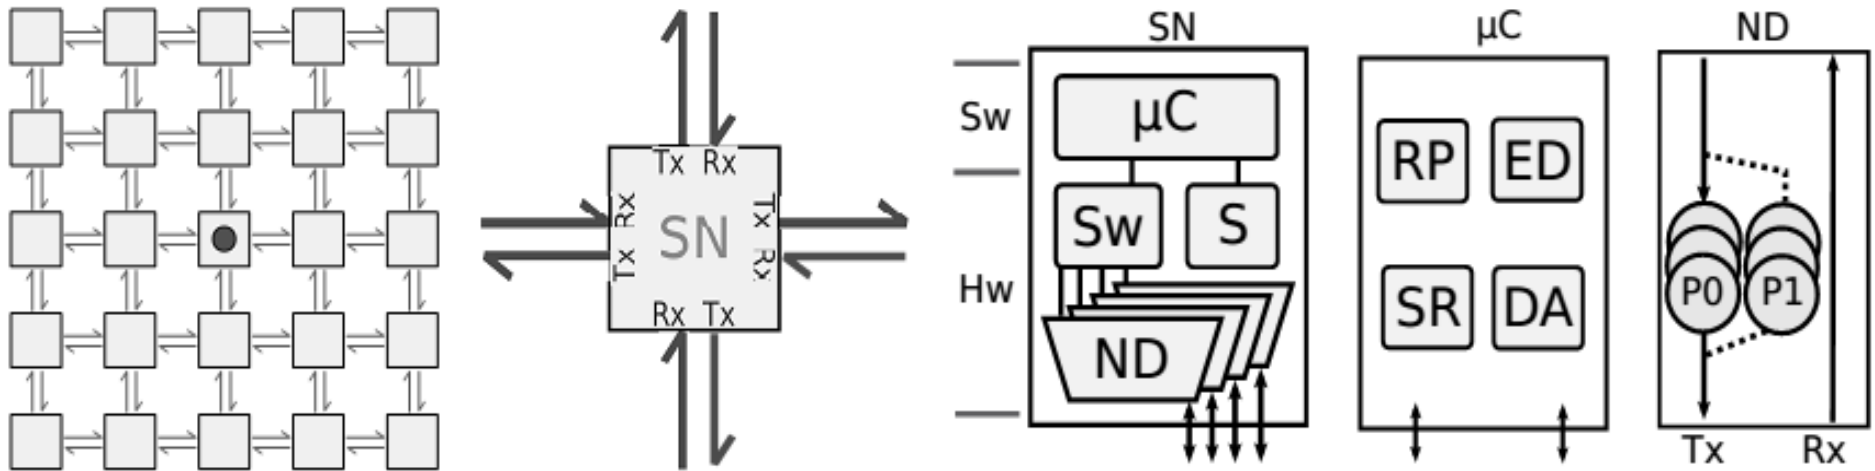 Tx Rx
Rx
Tx
SN
Tx
Rx
Rx Tx
SN
Sw
μC
Sw
S
Hw
ND
μC
RP ED
SR DA
ND
P0 P1
Tx Rx